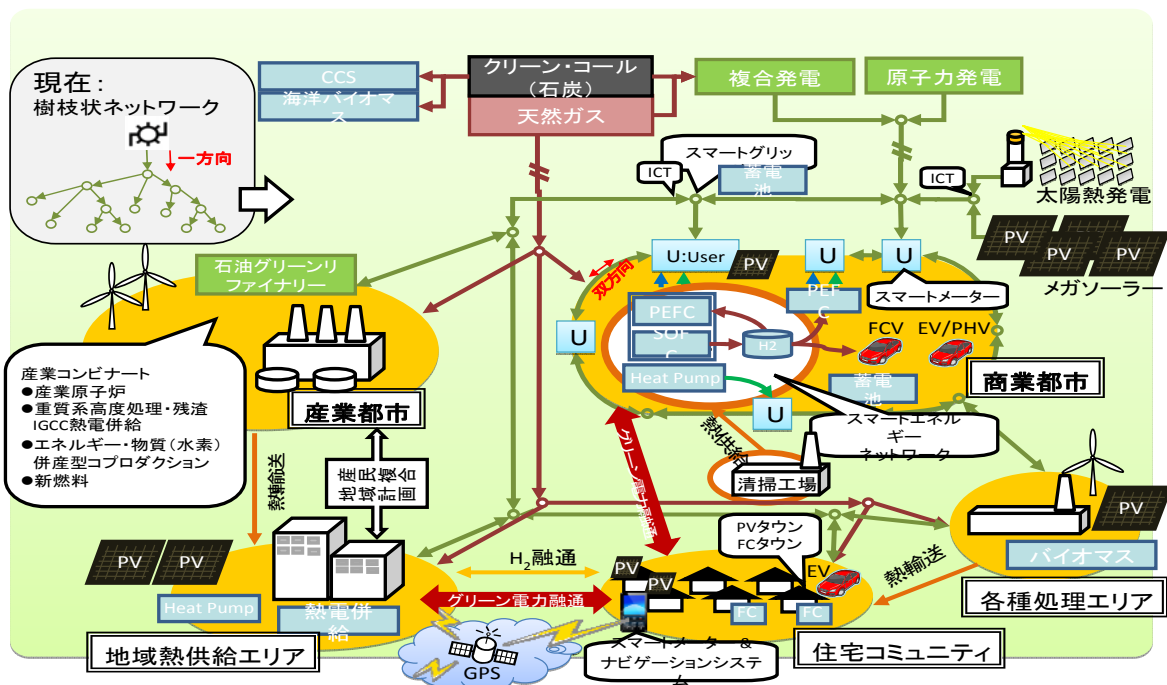 現在：
樹枝状ネットワーク
一方向
CCS
海洋バイオマ
ス
クリーン・コール
（石炭）
天然ガス
複合発電
原子力発電
スマートグリッ
ICT
蓄電
池
ICT
太陽熱発電
PV
PV
PV
PV
メガソーラー
石油グリーンリ
ファイナリー
双方向
U:User
PV
U
U
スマートメーター
PEFC
SOF
C
H2
PEF
C
FCV
EV/PHV
U
Heat Pump
U
蓄電
池
商業都市
スマートエネル
ギー
ネットワーク
産業コンビナート
●産業原子炉
●重質系高度処理・残渣
IGCC熱電併給
●エネルギー・物質（水素）
併産型コプロダクション
●新燃料
産業都市
産民複合
地域計画
熱輸送
熱供給
清掃工場
グリーン電力融通
PVタウン
FCタウン
PV
バイオマス
熱輸送
各種処理エリア
PV
PV
Heat Pump
熱電併
給
地域熱供給エリア
H2融通
グリーン電力融通
GPS
PV
PV
EV
FC
FC
スマートメーター ＆
ナビゲーションシステ
ム
住宅コミュニティ